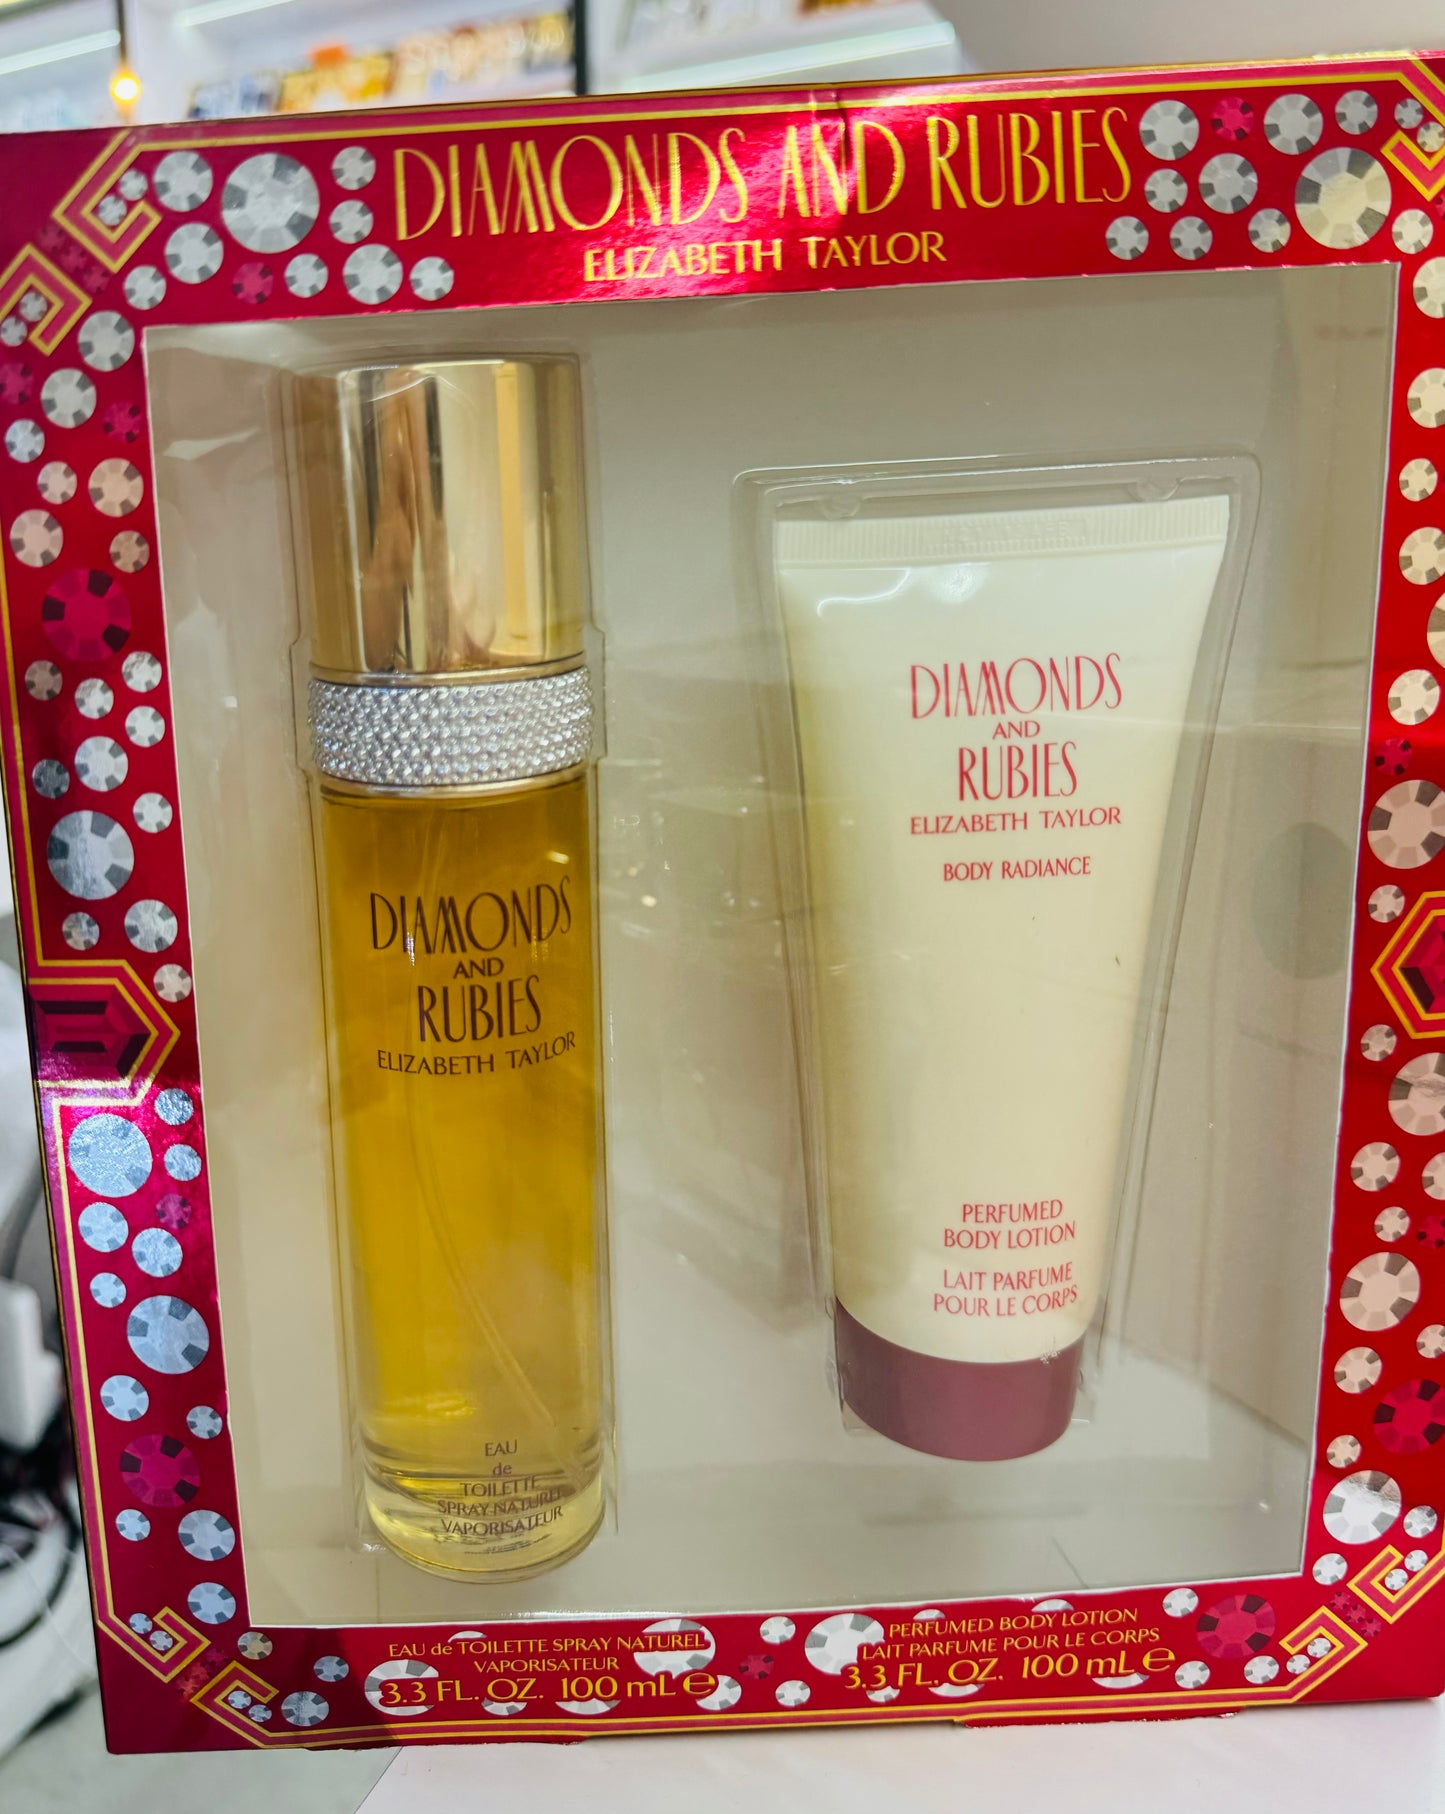 DIAMONDS AND RUBIES
ELIZABETH TAYLOR
DIAMONDS
AND
RUBIES
ELIZABETH TAYLOR
EAU
de
TOILETTE
SPRAY NATUREL
VAPORISATEUR
DIAMONDS
AND
RUBIES
ELIZABETH TAYLOR
BODY RADIANCE
PERFUMED
BODY LOTION
LAIT PARFUME
POUR LE CORPS
EAU de TOILETTE SPRAY NATUREL
VAPORISATEUR
3.3 FL. OZ. 100 mL ℮
PERFUMED BODY LOTION
LAIT PARFUME POUR LE CORPS
3.3 FL. OZ. 100 mL ℮